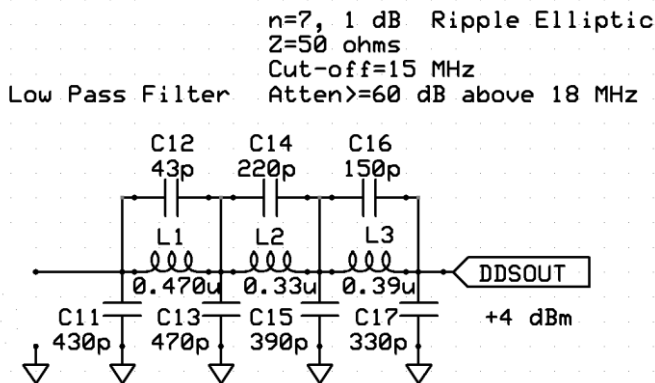 n=7, 1 dB Ripple Elliptic
Z=50 ohms
Cut-off=15 MHz
Low Pass Filter Atten>=60 dB above 18 MHz
C12 C14 C16
43p 220p 150p
L1 L2 L3
0.470u 0.33u 0.39u
DDSOUT
C11 C13 C15 C17 +4 dBm
430p 470p 390p 330p